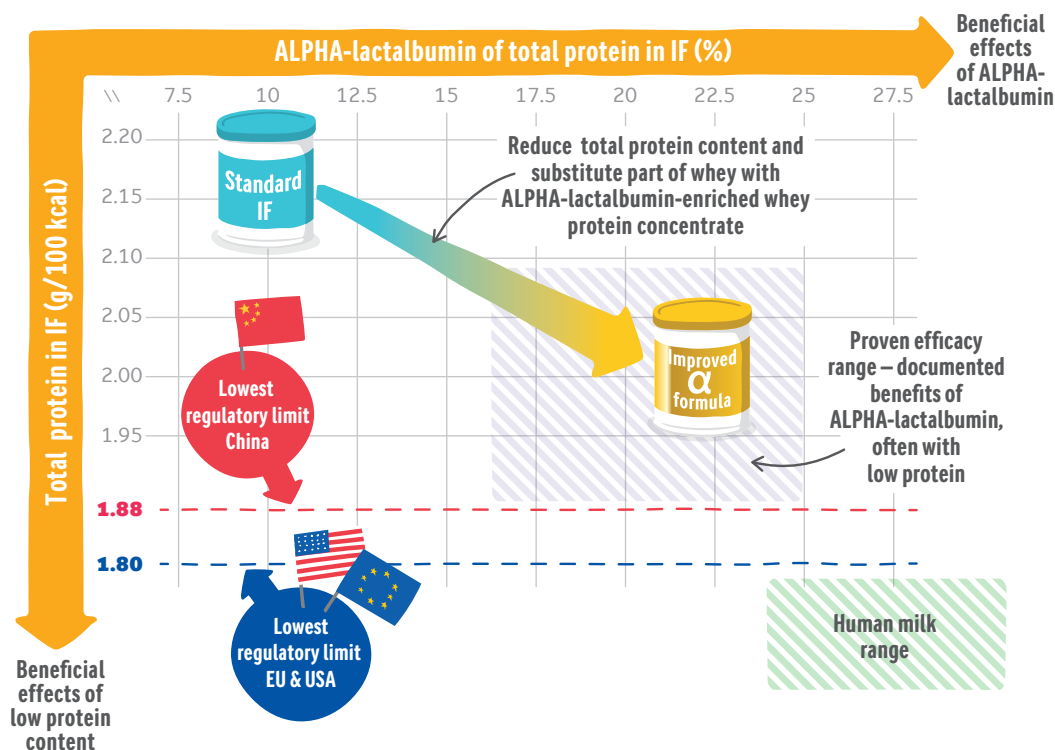 ALPHA-lactalbumin of total protein in IF (%)
Beneficial
effects
of ALPHA-
lactalbumin
\\ 7.5 10 12.5 15 17.5 20 22.5 25 27.5
Total protein in IF (g/100 kcal)
2.20
2.15
2.10
2.05
2.00
1.95
1.88
1.80
Standard
IF
Reduce total protein content and
substitute part of whey with
ALPHA-lactalbumin-enriched whey
protein concentrate
Improved
α
formula
Proven efficacy
range – documented
benefits of
ALPHA-lactalbumin,
often with
low protein
Lowest
regulatory limit
China
Lowest
regulatory limit
EU & USA
Human milk
range
Beneficial
effects of
low protein
content